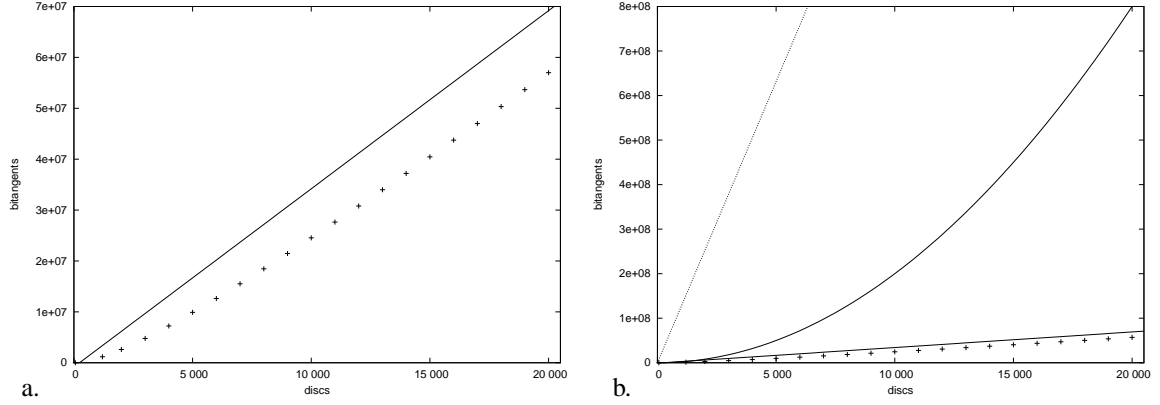 7e+07
6e+07
5e+07
4e+07
3e+07
2e+07
1e+07
0
bitangents
0
5 000
10 000
15 000
20 000
discs
a.
8e+08
7e+08
6e+08
5e+08
4e+08
3e+08
2e+08
1e+08
0
bitangents
0
5 000
10 000
15 000
20 000
discs
b.